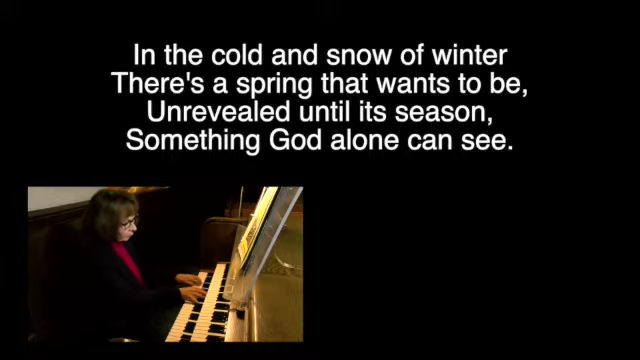 In the cold and snow of winter
There's a spring that wants to be,
Unrevealed until its season,
Something God alone can see.